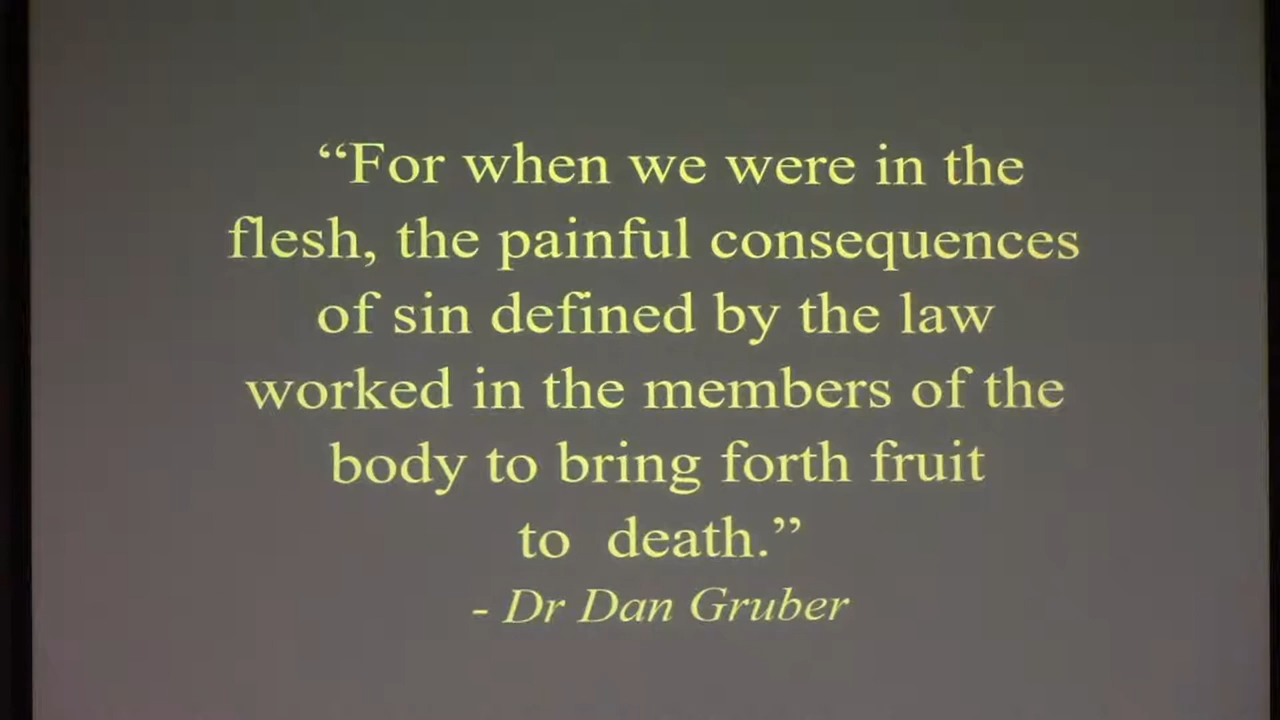 “For when we were in the
flesh, the painful consequences
of sin defined by the law
worked in the members of the
body to bring forth fruit
to  death.”
- Dr Dan Gruber